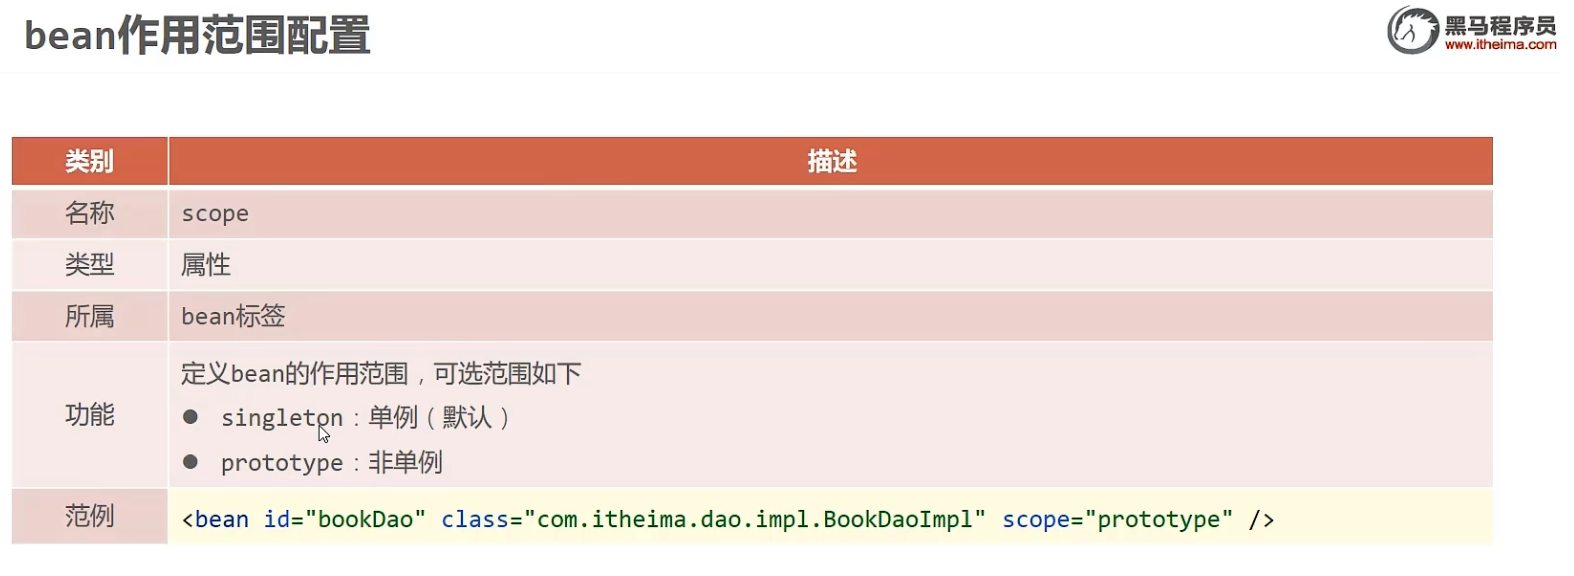 bean作用范围配置
黑马程序员
www.itheima.com
类别 描述
名称 scope
类型 属性
所属 bean标签
功能 定义bean的作用范围，可选范围如下
● singleton：单例（默认）
● prototype：非单例
范例 <bean id="bookDao" class="com.itheima.dao.impl.BookDaoImpl" scope="prototype" />